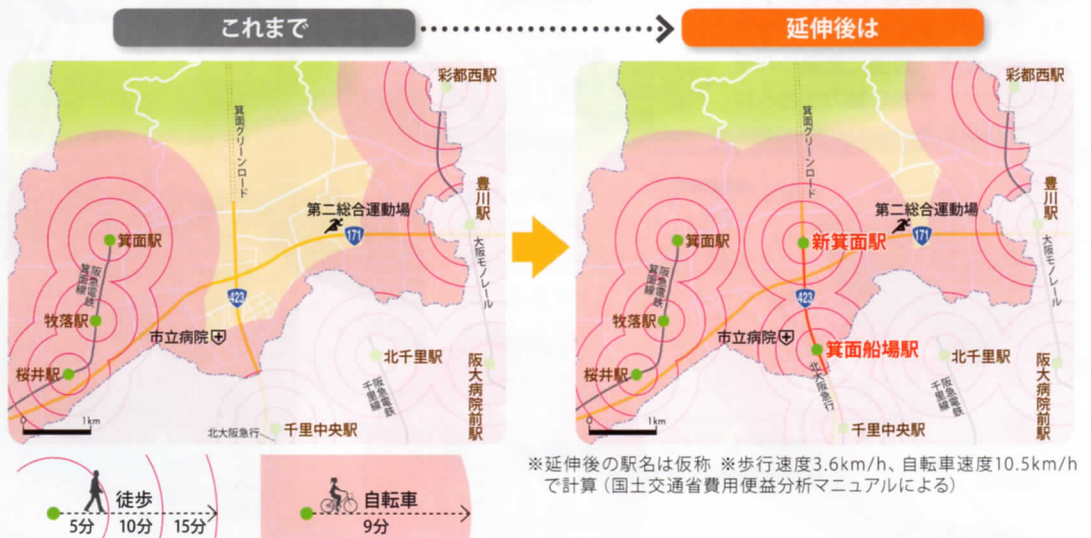 これまで
延伸後は
彩都西駅
箕面グリーンロード
豊川駅
第二総合運動場
171
箕面駅
大阪モノレール
阪急電鉄
箕面線
423
牧落駅
市立病院
北千里駅
桜井駅
阪急電鉄
千里線
阪大病院前駅
0 1km
北大阪急行
千里中央駅
彩都西駅
箕面グリーンロード
豊川駅
第二総合運動場
171
箕面駅
新箕面駅
大阪モノレール
阪急電鉄
箕面線
423
牧落駅
市立病院
箕面船場駅
北千里駅
桜井駅
北大阪急行
阪急電鉄
千里線
阪大病院前駅
0 1km
千里中央駅
徒歩
5分 10分 15分
自転車
9分
※延伸後の駅名は仮称 ※歩行速度3.6km/h、自転車速度10.5km/h
で計算（国土交通省費用便益分析マニュアルによる）